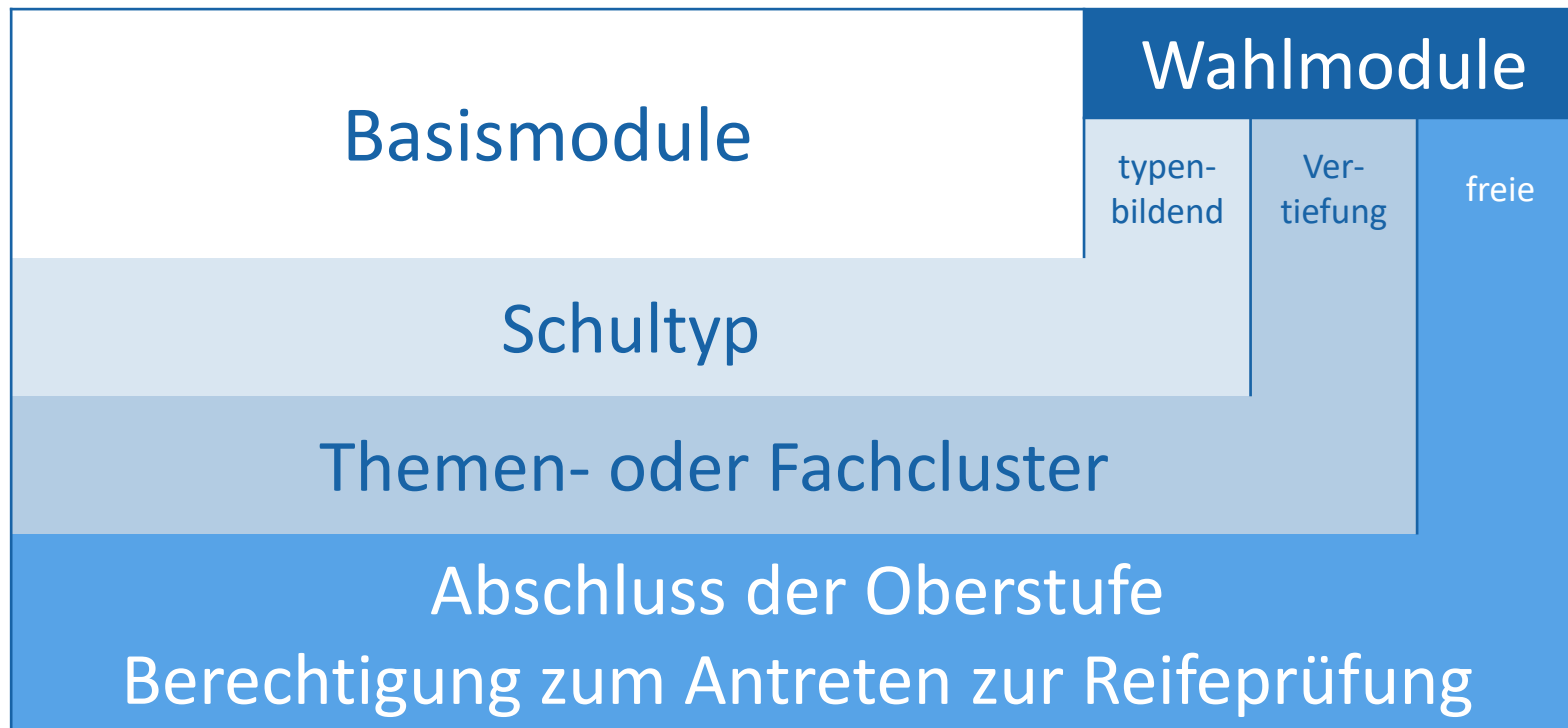 Basismodule
Wahlmodule
typen-
bildend
Ver-
tiefung
freie
Schultyp
Themen- oder Fachcluster
Abschluss der Oberstufe
Berechtigung zum Antreten zur Reifeprüfung